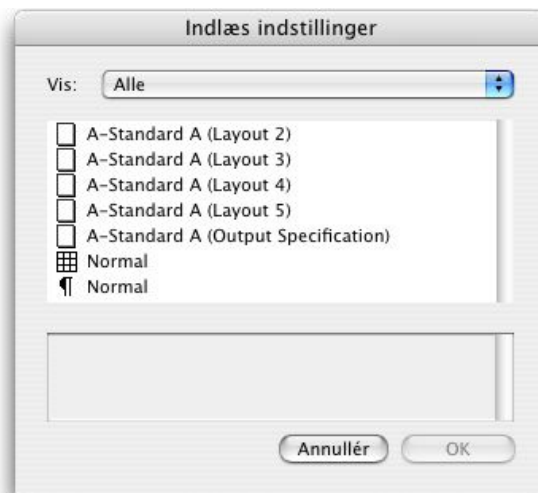 Indlæs indstillinger
Vis: Alle
A-Standard A (Layout 2)
A-Standard A (Layout 3)
A-Standard A (Layout 4)
A-Standard A (Layout 5)
A-Standard A (Output Specification)
Normal
¶ Normal
Annullér OK